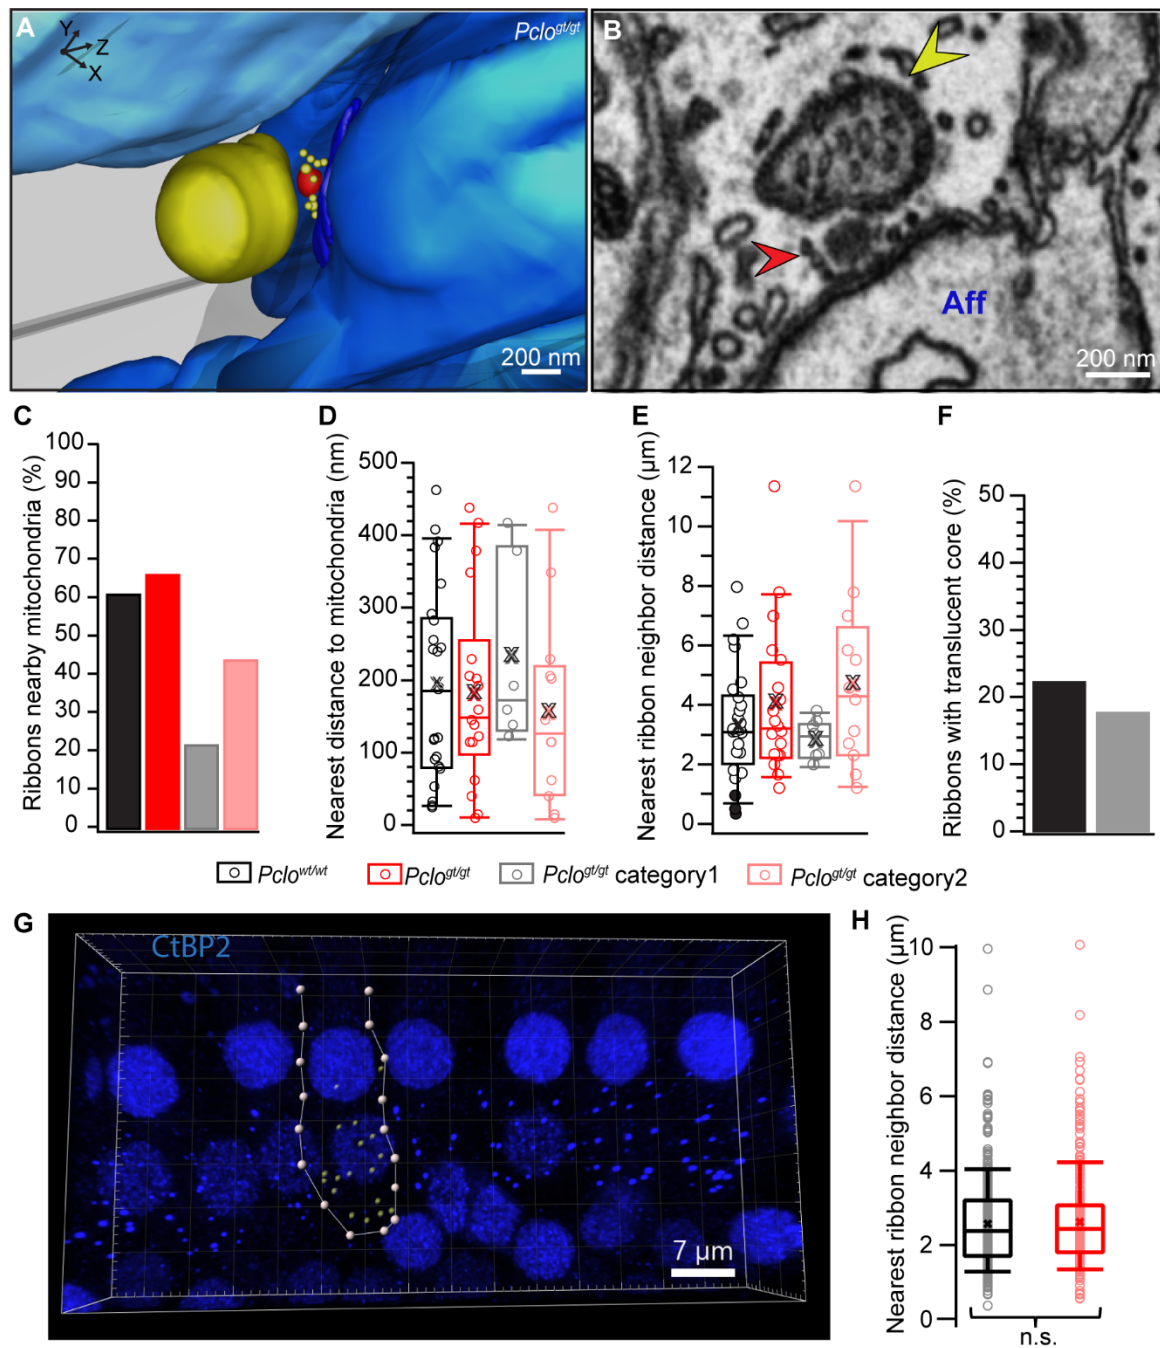 A
Y
Z
X
Pclo^gt/gt
200 nm
B
Aff
200 nm
C
Ribbons nearby mitochondria (%)
100
90
80
70
60
50
40
30
20
10
0
D
Nearest distance to mitochondria (nm)
500
400
300
200
100
0
E
Nearest ribbon neighbor distance (µm)
12
10
8
6
4
2
0
F
Ribbons with translucent core (%)
50
40
30
20
10
0
Pclo^wt/wt
Pclo^gt/gt
Pclo^gt/gt category1
Pclo^gt/gt category2
G
CtBP2
7 µm
H
Nearest ribbon neighbor distance (µm)
10
8
6
4
2
0
n.s.